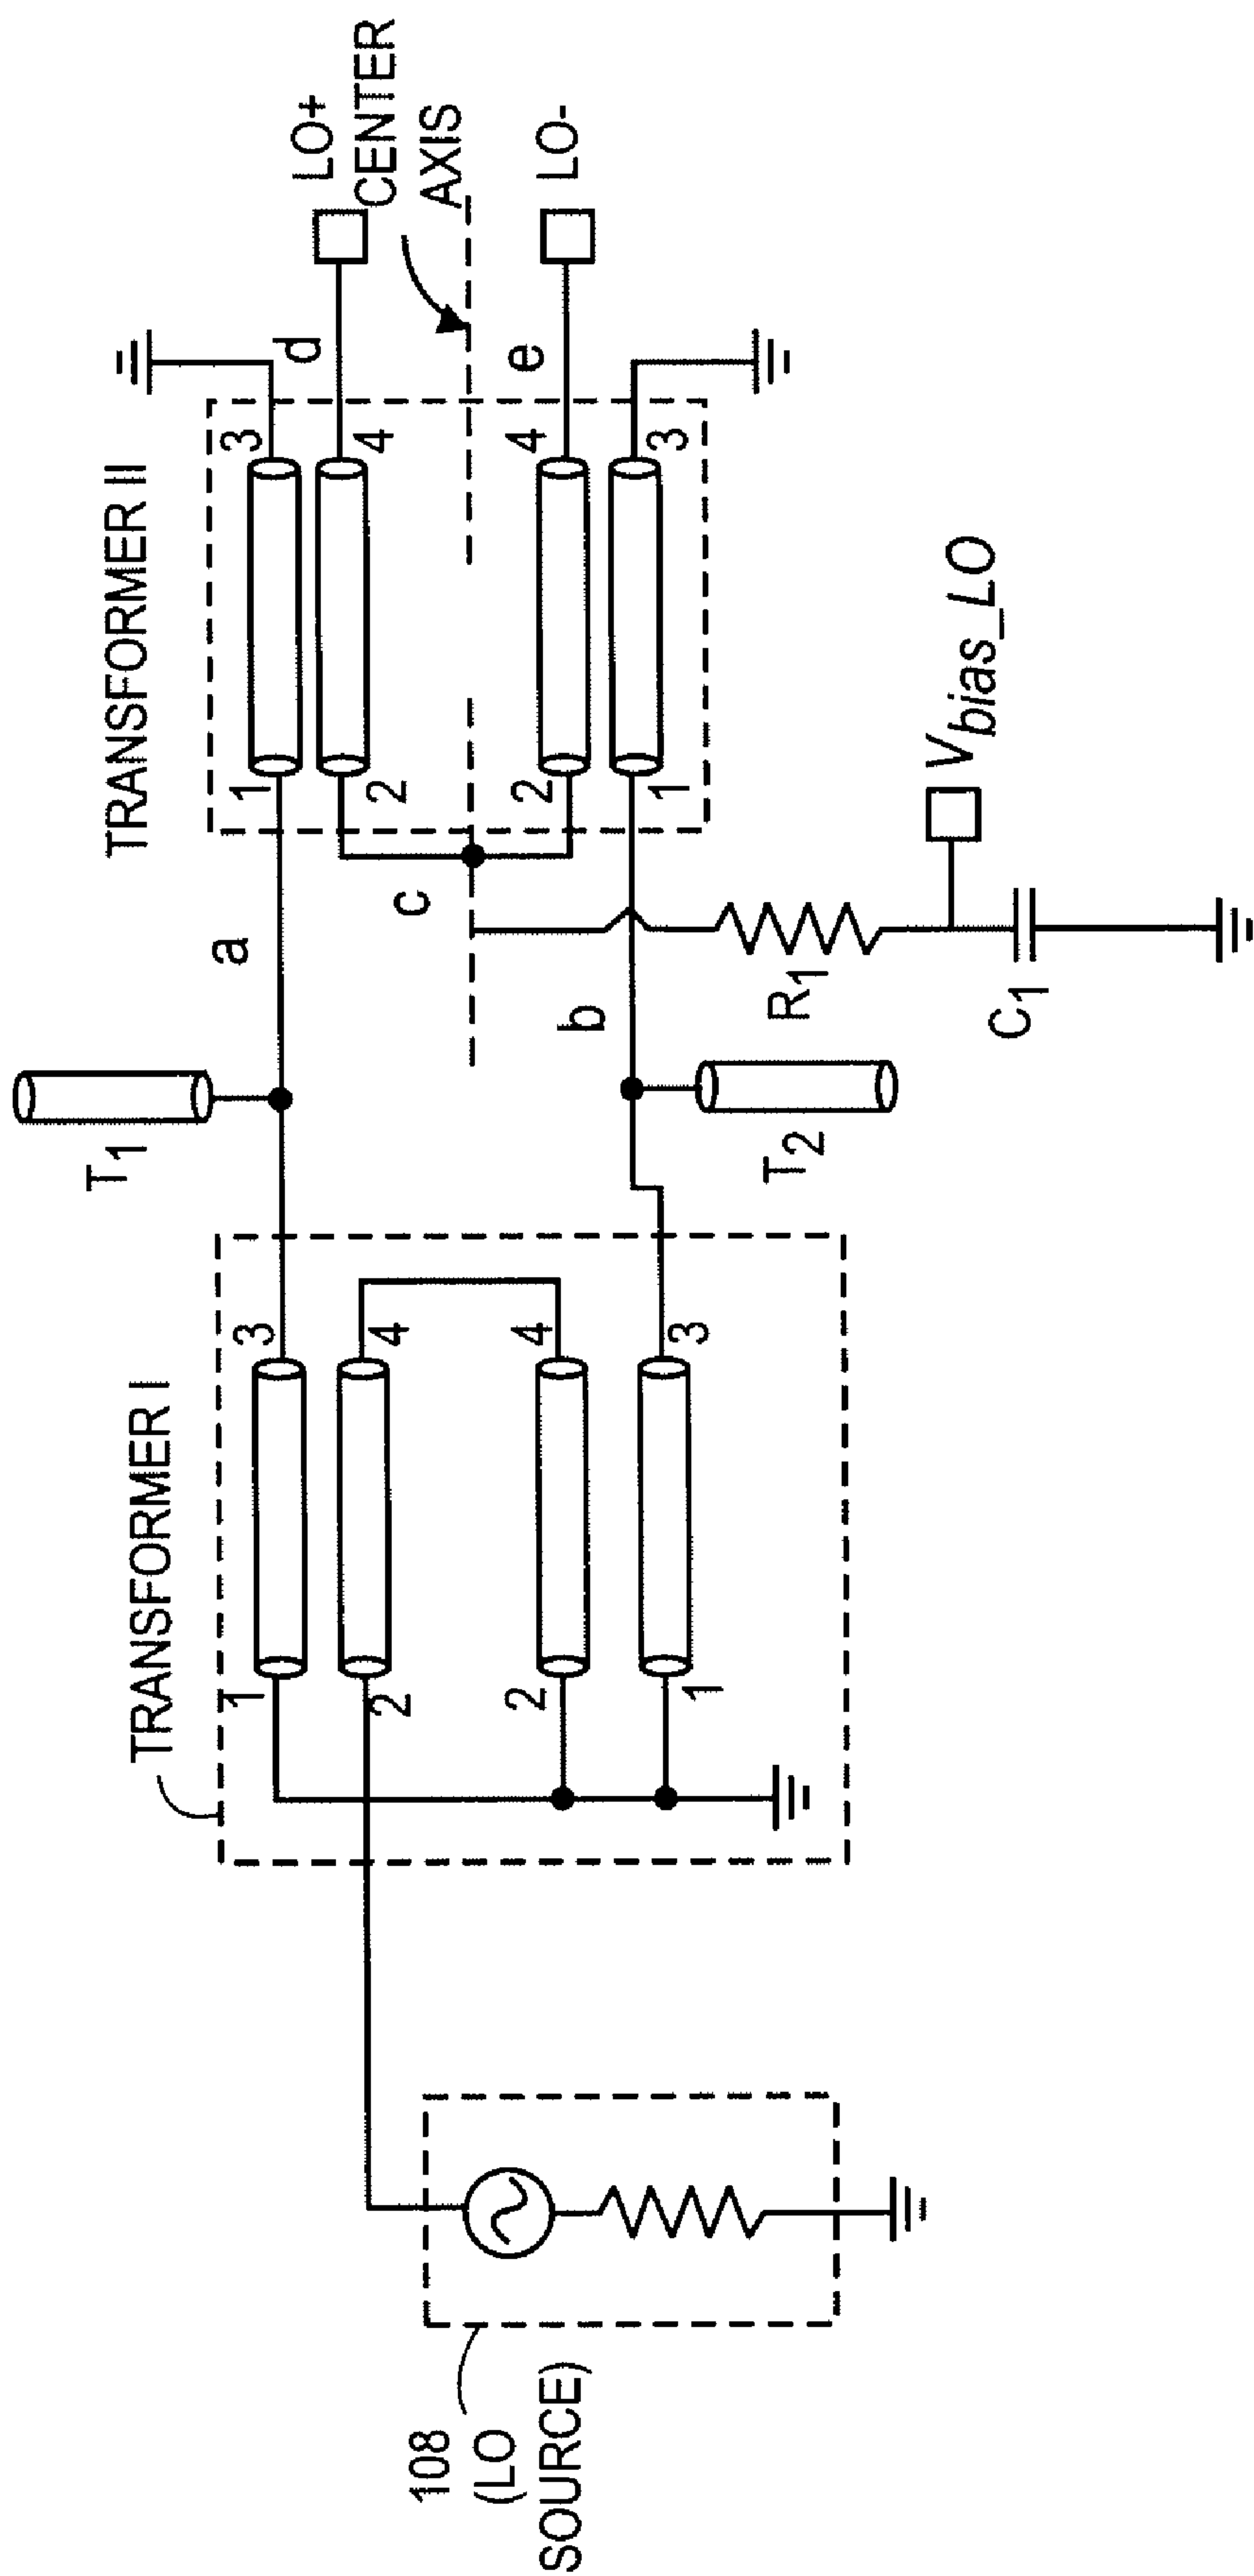 108
(LO
SOURCE)
TRANSFORMER I
1
3
2
4
2
4
1
3
T1
T2
a
b
c
TRANSFORMER II
1
3
2
4
2
4
1
3
d
e
LO+
CENTER
AXIS
LO-
R1
C1
Vbias_LO